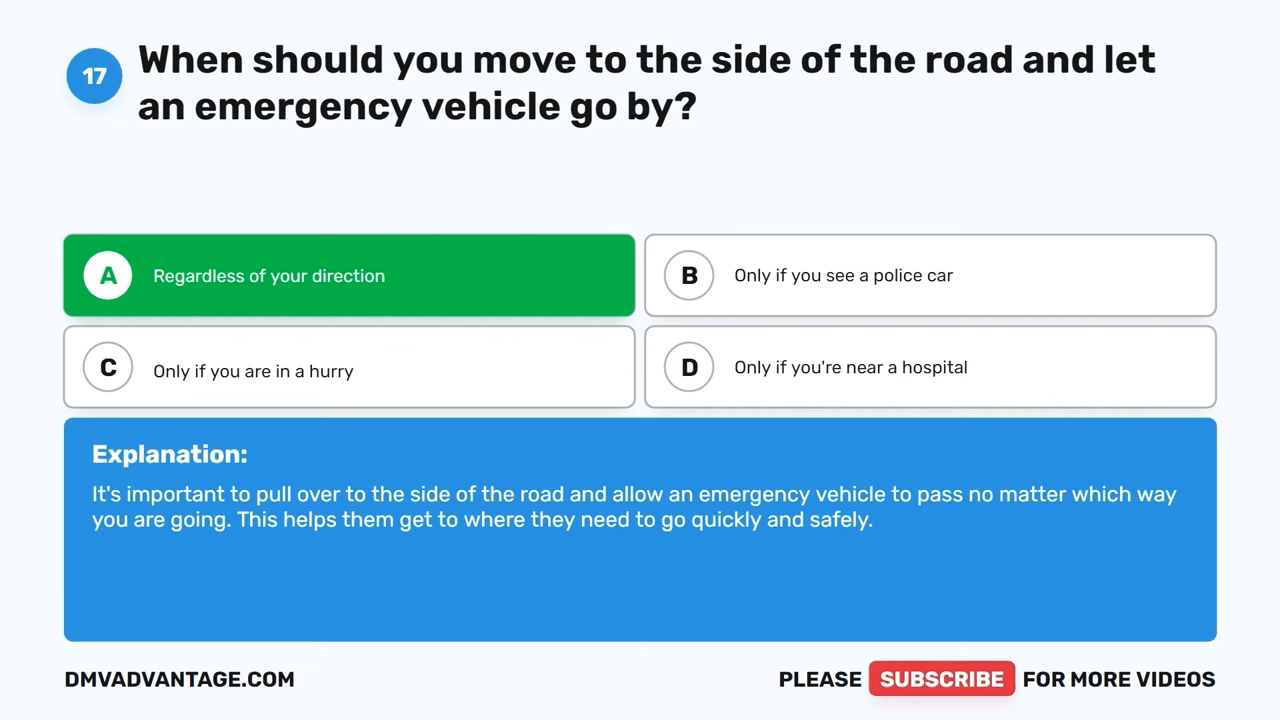 17
When should you move to the side of the road and let
an emergency vehicle go by?
A
Regardless of your direction
B
Only if you see a police car
C
Only if you are in a hurry
D
Only if you're near a hospital
Explanation:
It's important to pull over to the side of the road and allow an emergency vehicle to pass no matter which way
you are going. This helps them get to where they need to go quickly and safely.
DMVADVANTAGE.COM
PLEASE SUBSCRIBE FOR MORE VIDEOS